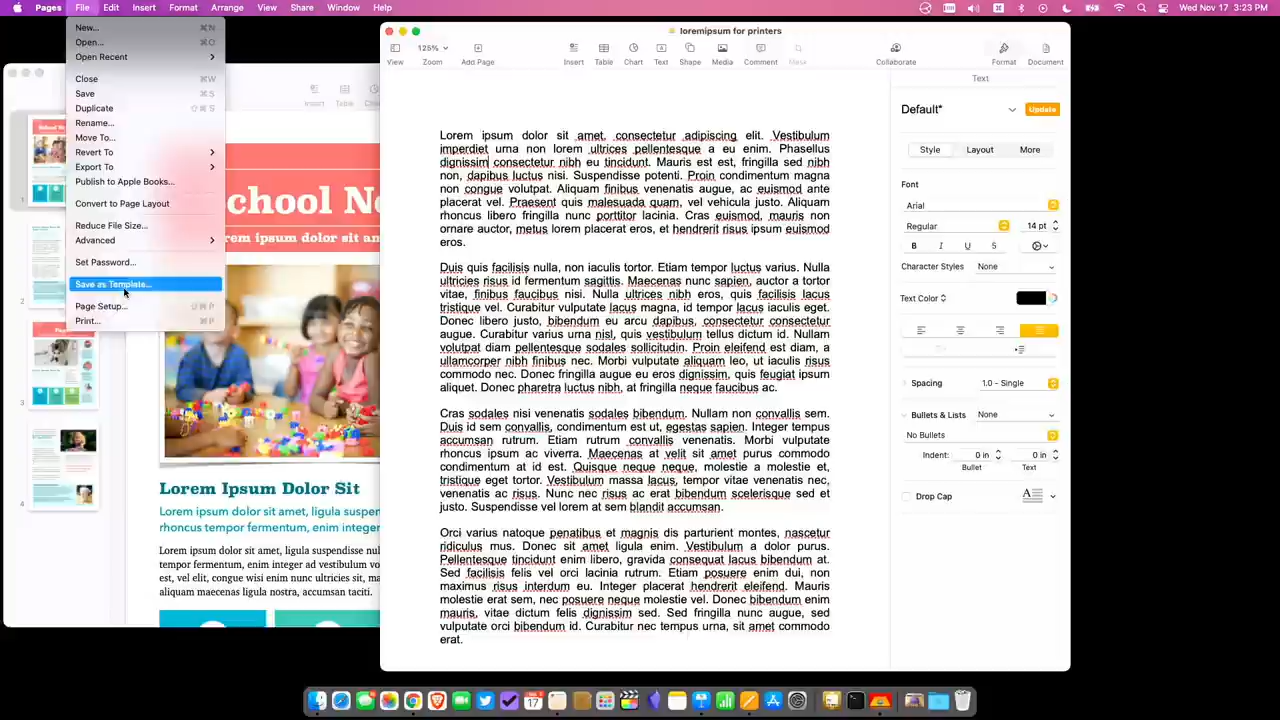 Pages File Edit Insert Format Arrange View Window Help Wed Nov 17 3:23 PM
New... ⌘N
Open... ⌘O
Open Recent
Close ⌘W
Save ⌘S
Duplicate ⇧⌘S
Rename...
Move To...
Revert To
Export To
Publish to Apple Books...
Convert to Page Layout
Reduce File Size...
Advanced
Set Password...
Save as Template...
Page Setup... ⇧⌘P
Print... ⌘P
Insert Table
1
2
3
4
chool Ne
rem ipsum dolor sit an
Lorem Ipsum Dolor Sit
Lorem ipsum dolor sit amet, ligula suspendisse
rhoncus tempor fermentum, enim integer
Lorem ipsum dolor sit amet, ligula suspendisse nul
tempor fermentum, enim integer ad vestibulum vo
est, vel elit, congue wisi enim nunc ultricies sit, ma
aliquam maecenas ligula nostra, accumsan taciti.
loremipsum for printers
125%
View Zoom Add Page Insert Table Chart Text Shape Media Comment Collaborate Format Document
Lorem ipsum dolor sit amet, consectetur adipiscing elit. Vestibulum
imperdiet urna non lorem ultrices pellentesque a eu enim. Phasellus
dignissim consectetur nibh eu tincidunt. Mauris est est, fringilla sed nibh
non, dapibus luctus nisi. Suspendisse potenti. Proin condimentum magna
non congue volutpat. Aliquam finibus venenatis augue, ac euismod ante
placerat vel. Praesent quis malesuada quam, vel vehicula justo. Aliquam
rhoncus libero fringilla nunc porttitor lacinia. Cras euismod, mauris non
ornare auctor, metus lorem placerat eros, et hendrerit risus ipsum euismod
eros.
Duis quis facilisis nulla, non iaculis tortor. Etiam tempor luctus varius. Nulla
ultricies risus id fermentum sagittis. Maecenas nunc sapien, auctor a tortor
vitae, finibus faucibus nisi. Nulla ultrices nibh eros, quis facilisis lacus
tristique vel. Curabitur vulputate lacus magna, id tempor lacus iaculis eget.
Donec libero justo, bibendum eu arcu dapibus, consectetur consectetur
augue. Curabitur varius urna nisl, quis vestibulum tellus dictum id. Nullam
volutpat diam pellentesque sodales sollicitudin. Proin eleifend est diam, a
ullamcorper nibh finibus nec. Morbi vulputate aliquam leo, ut iaculis risus
commodo nec. Donec fringilla augue eu eros dignissim, quis feugiat ipsum
aliquet. Donec pharetra luctus nibh, at fringilla neque faucibus ac.
Cras sodales nisi venenatis sodales bibendum. Nullam non convallis sem.
Duis id sem convallis, condimentum est ut, egestas sapien. Integer tempus
accumsan rutrum. Etiam rutrum convallis venenatis. Morbi vulputate
rhoncus ipsum ac viverra. Maecenas at velit sit amet purus commodo
condimentum at id est. Quisque neque neque, molestie a molestie et,
tristique eget tortor. Vestibulum massa lacus, tempor vitae venenatis nec,
venenatis ac risus. Nunc nec risus ac erat bibendum scelerisque sed et
justo. Suspendisse vel lorem at sem blandit accumsan.
Orci varius natoque penatibus et magnis dis parturient montes, nascetur
ridiculus mus. Donec sit amet ligula enim. Vestibulum a dolor purus.
Pellentesque tincidunt enim libero, gravida consequat lacus bibendum at.
Sed facilisis felis vel orci lacinia rutrum. Etiam posuere enim dui, non
maximus risus interdum eu. Integer placerat hendrerit eleifend. Mauris
molestie erat sem, nec posuere neque molestie vel. Donec bibendum enim
mauris, vitae dictum felis dignissim sed. Sed fringilla nunc augue, sed
vulputate orci bibendum id. Curabitur nec tempus urna, sit amet commodo
erat.
Text
Default* Update
Style Layout More
Font
Arial
Regular 14 pt
B I U S
Character Styles None
Text Color
Spacing 1.0 - Single
Bullets & Lists None
No Bullets
Indent: 0 in 0 in
Bullet Text
Drop Cap
17